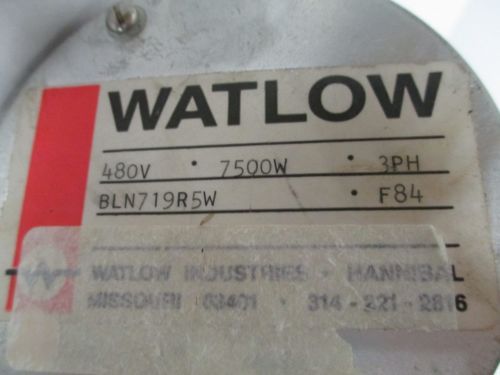 WATLOW
480V · 7500W · 3PH
BLN719R5W · F84
WATLOW INDUSTRIES · HANNIBAL
MISSOURI 63401 · 314-221-2816